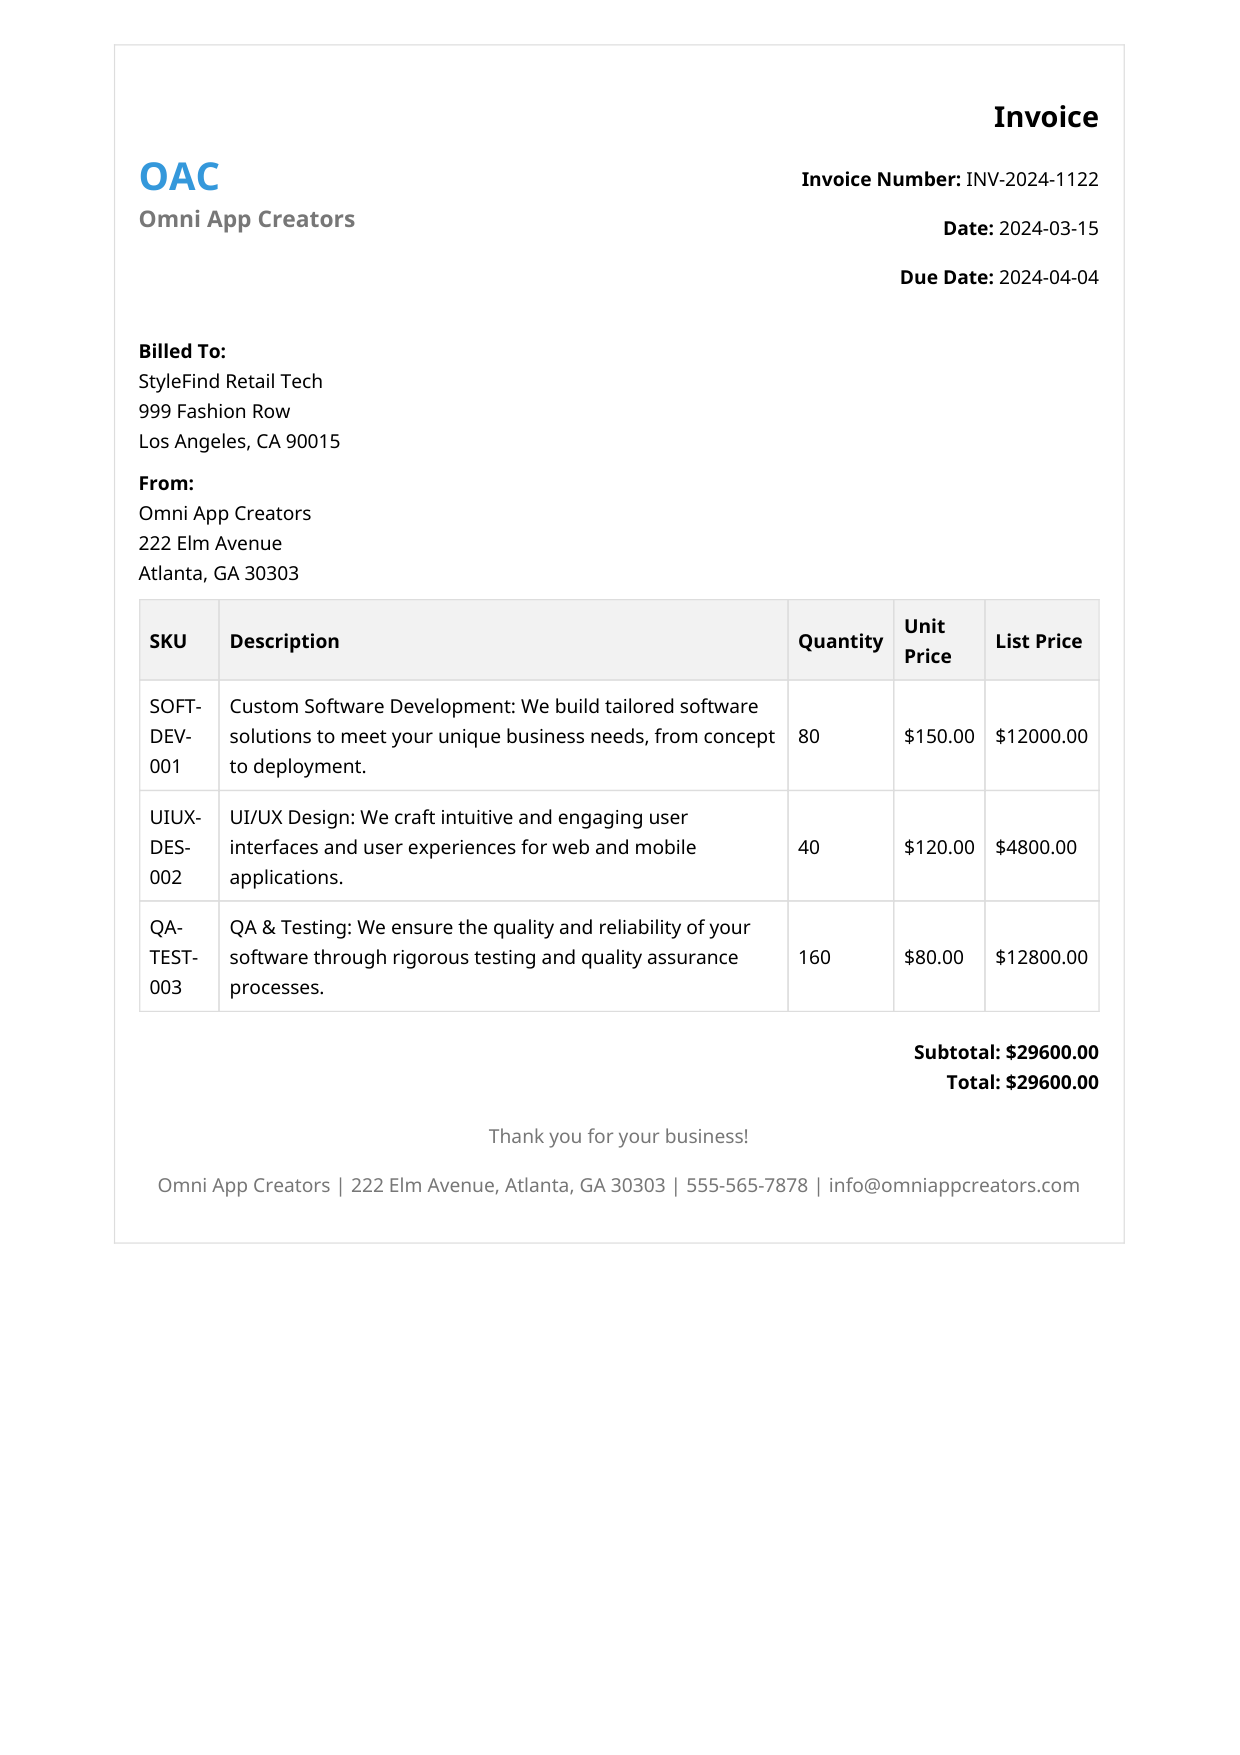 Invoice
OAC
Omni App Creators
Invoice Number: INV-2024-1122
Date: 2024-03-15
Due Date: 2024-04-04
Billed To:
StyleFind Retail Tech
999 Fashion Row
Los Angeles, CA 90015
From:
Omni App Creators
222 Elm Avenue
Atlanta, GA 30303
SKU Description Quantity Unit Price List Price
SOFT-
DEV-
001
Custom Software Development: We build tailored software
solutions to meet your unique business needs, from concept
to deployment.
80 $150.00 $12000.00
UIUX-
DES-
002
UI/UX Design: We craft intuitive and engaging user
interfaces and user experiences for web and mobile
applications.
40 $120.00 $4800.00
QA-
TEST-
003
QA & Testing: We ensure the quality and reliability of your
software through rigorous testing and quality assurance
processes.
160 $80.00 $12800.00
Subtotal: $29600.00
Total: $29600.00
Thank you for your business!
Omni App Creators | 222 Elm Avenue, Atlanta, GA 30303 | 555-565-7878 | info@omniappcreators.com